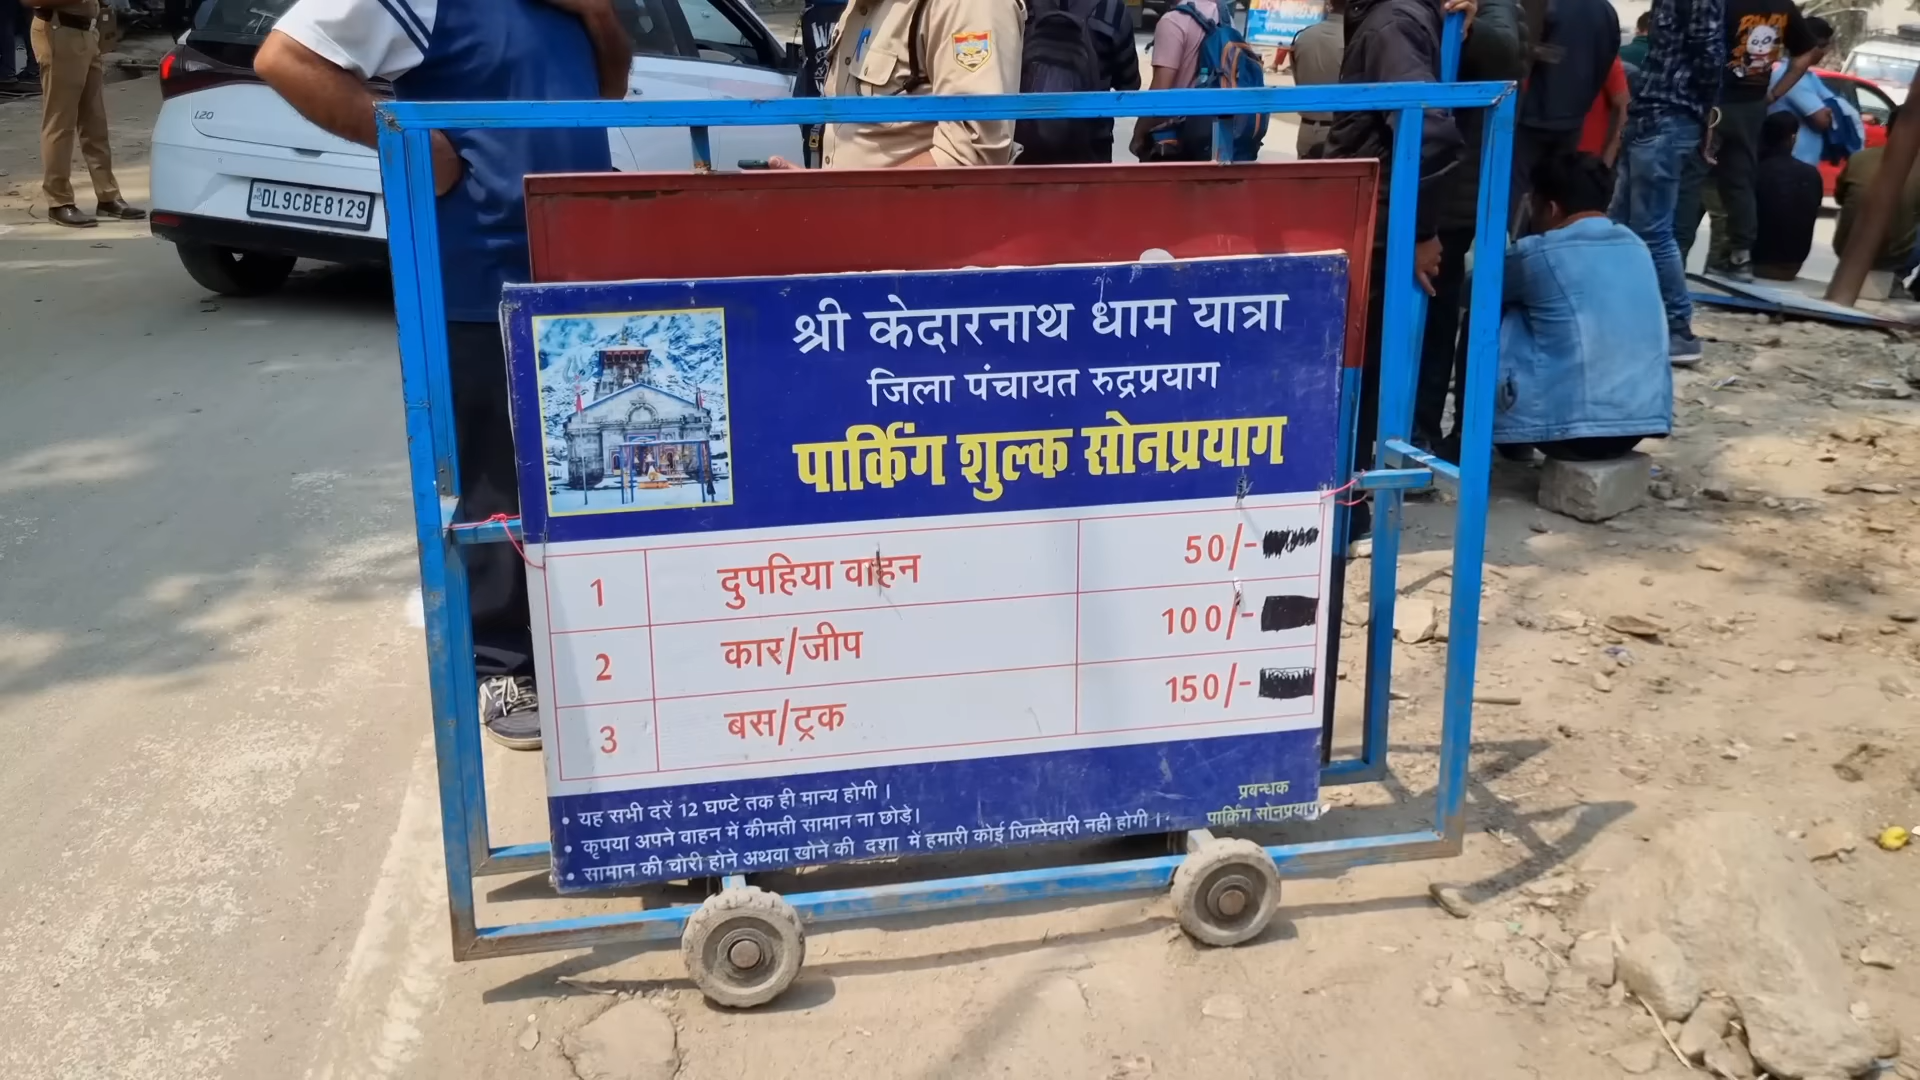 i20
DL9CBE8129
PANDA
श्री केदारनाथ धाम यात्रा
जिला पंचायत रुद्रप्रयाग
पार्किंग शुल्क सोनप्रयाग
1 दुपहिया वाहन 50/-
2 कार/जीप 100/-
3 बस/ट्रक 150/-
• यह सभी दरें 12 घण्टे तक ही मान्य होगी ।
• कृपया अपने वाहन में कीमती सामान ना छोड़े।
• सामान की चोरी होने अथवा खोने की दशा में हमारी कोई जिम्मेदारी नही होगी ।
प्रबन्धक
पार्किंग सोनप्रयाग